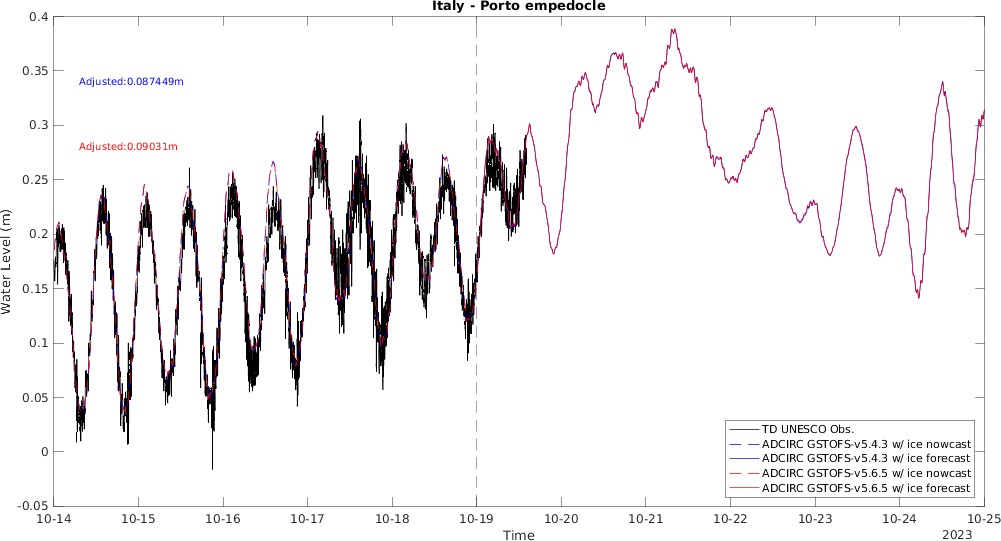 Italy - Porto empedocle
0.4
0.35
0.3
0.25
0.2
0.15
0.1
0.05
0
-0.05
Water Level (m)
Adjusted:0.087449m
Adjusted:0.09031m
TD UNESCO Obs.
ADCIRC GSTOFS-v5.4.3 w/ ice nowcast
ADCIRC GSTOFS-v5.4.3 w/ ice forecast
ADCIRC GSTOFS-v5.6.5 w/ ice nowcast
ADCIRC GSTOFS-v5.6.5 w/ ice forecast
10-14 10-15 10-16 10-17 10-18 10-19 10-20 10-21 10-22 10-23 10-24 10-25
Time
2023